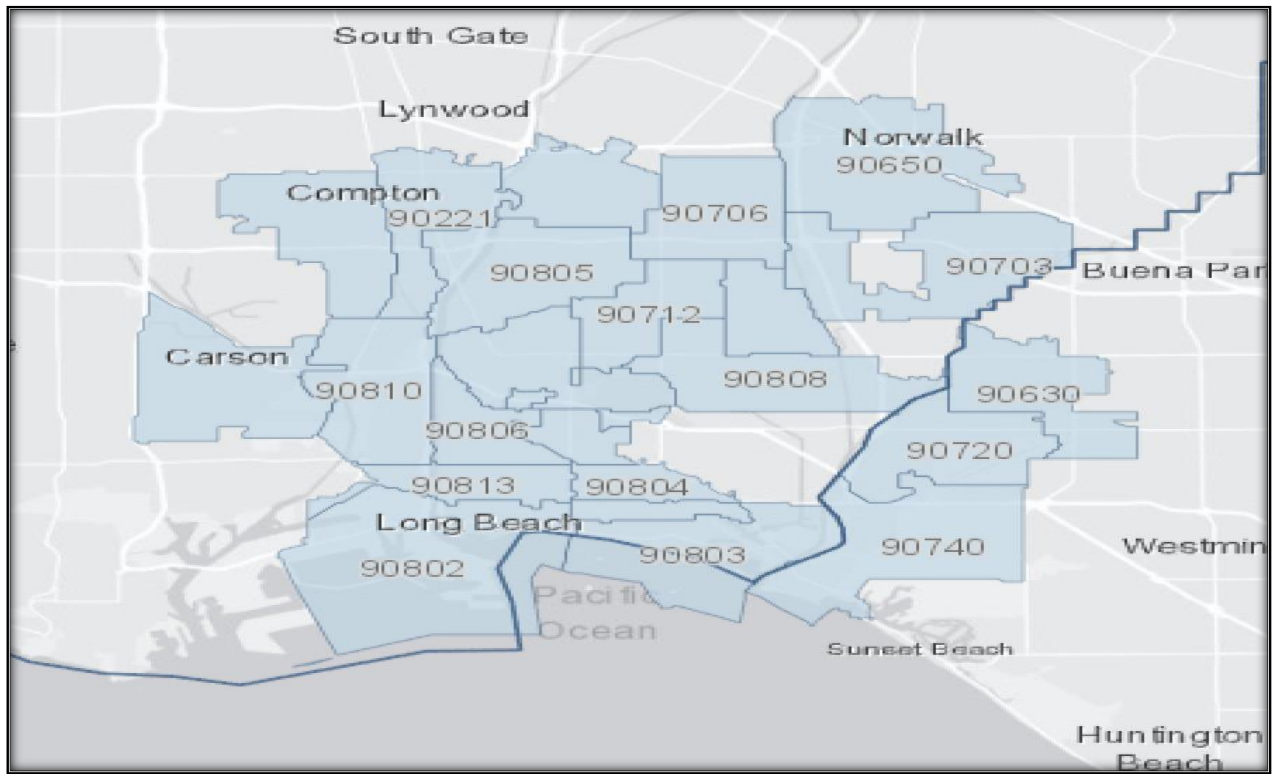 South Gate
Lynwood
Norwalk
90650
Compton
90221
90706
90805
90703
Buena Par
90712
Carson
90810
90808
90630
90806
90720
90813
90804
Long Beach
90803
90740
Westmin
90802
Pacific
Ocean
Sunset Beach
Huntington
Beach